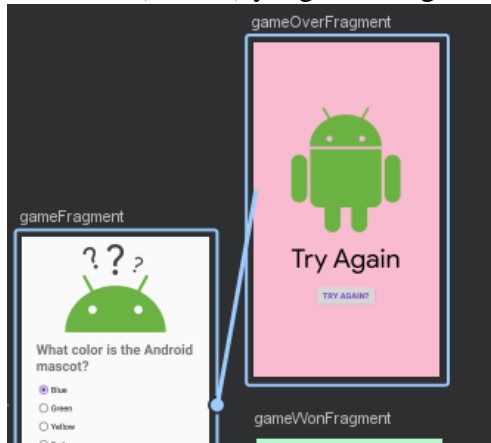 gameOverFragment
Try Again
TRY AGAIN?
gameFragment
? ? ?
What color is the Android
mascot?
Blue
Green
Yellow
gameWonFragment